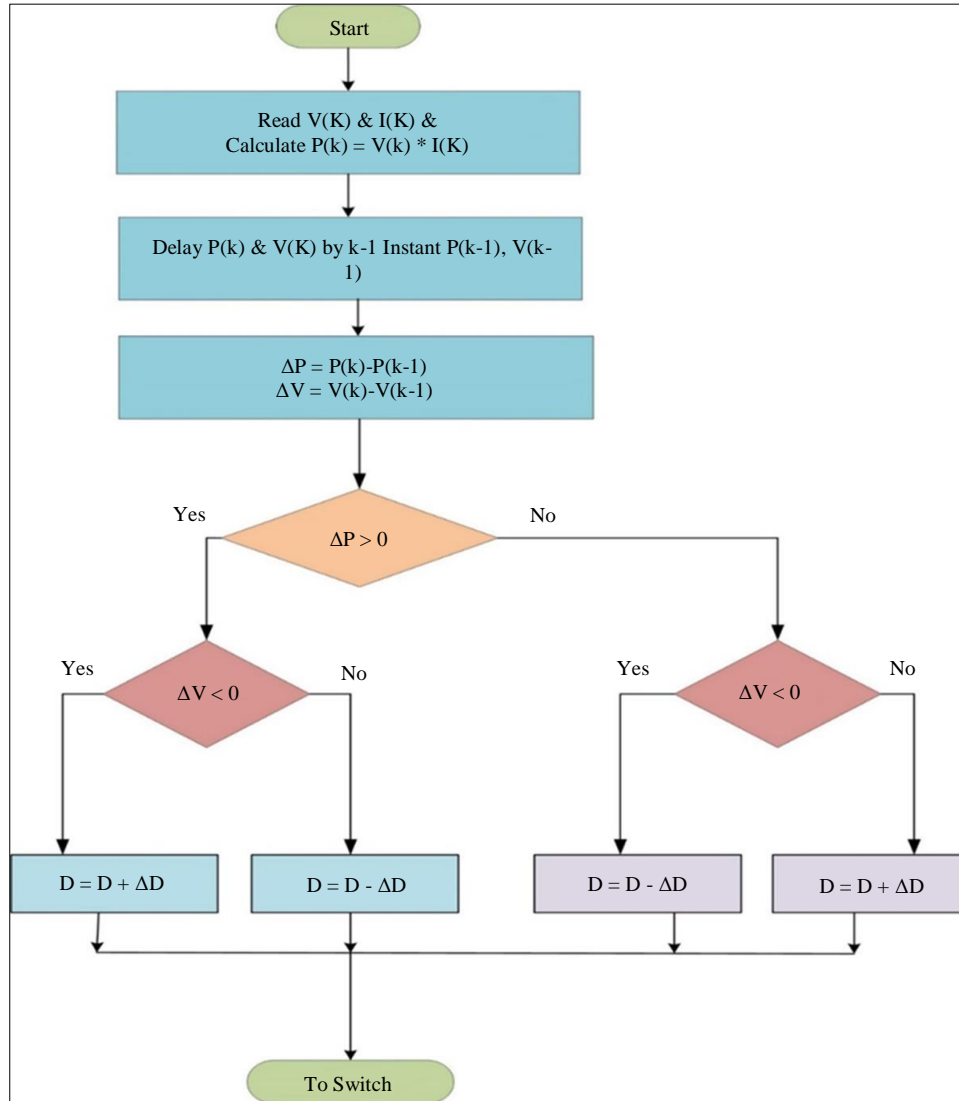 Start
Read V(K) & I(K) &
Calculate P(k) = V(k) * I(K)
Delay P(k) & V(K) by k-1 Instant P(k-1), V(k-
1)
ΔP = P(k)-P(k-1)
ΔV = V(k)-V(k-1)
Yes
No
ΔP > 0
Yes
No
ΔV < 0
Yes
No
ΔV < 0
D = D + ΔD
D = D - ΔD
D = D - ΔD
D = D + ΔD
To Switch